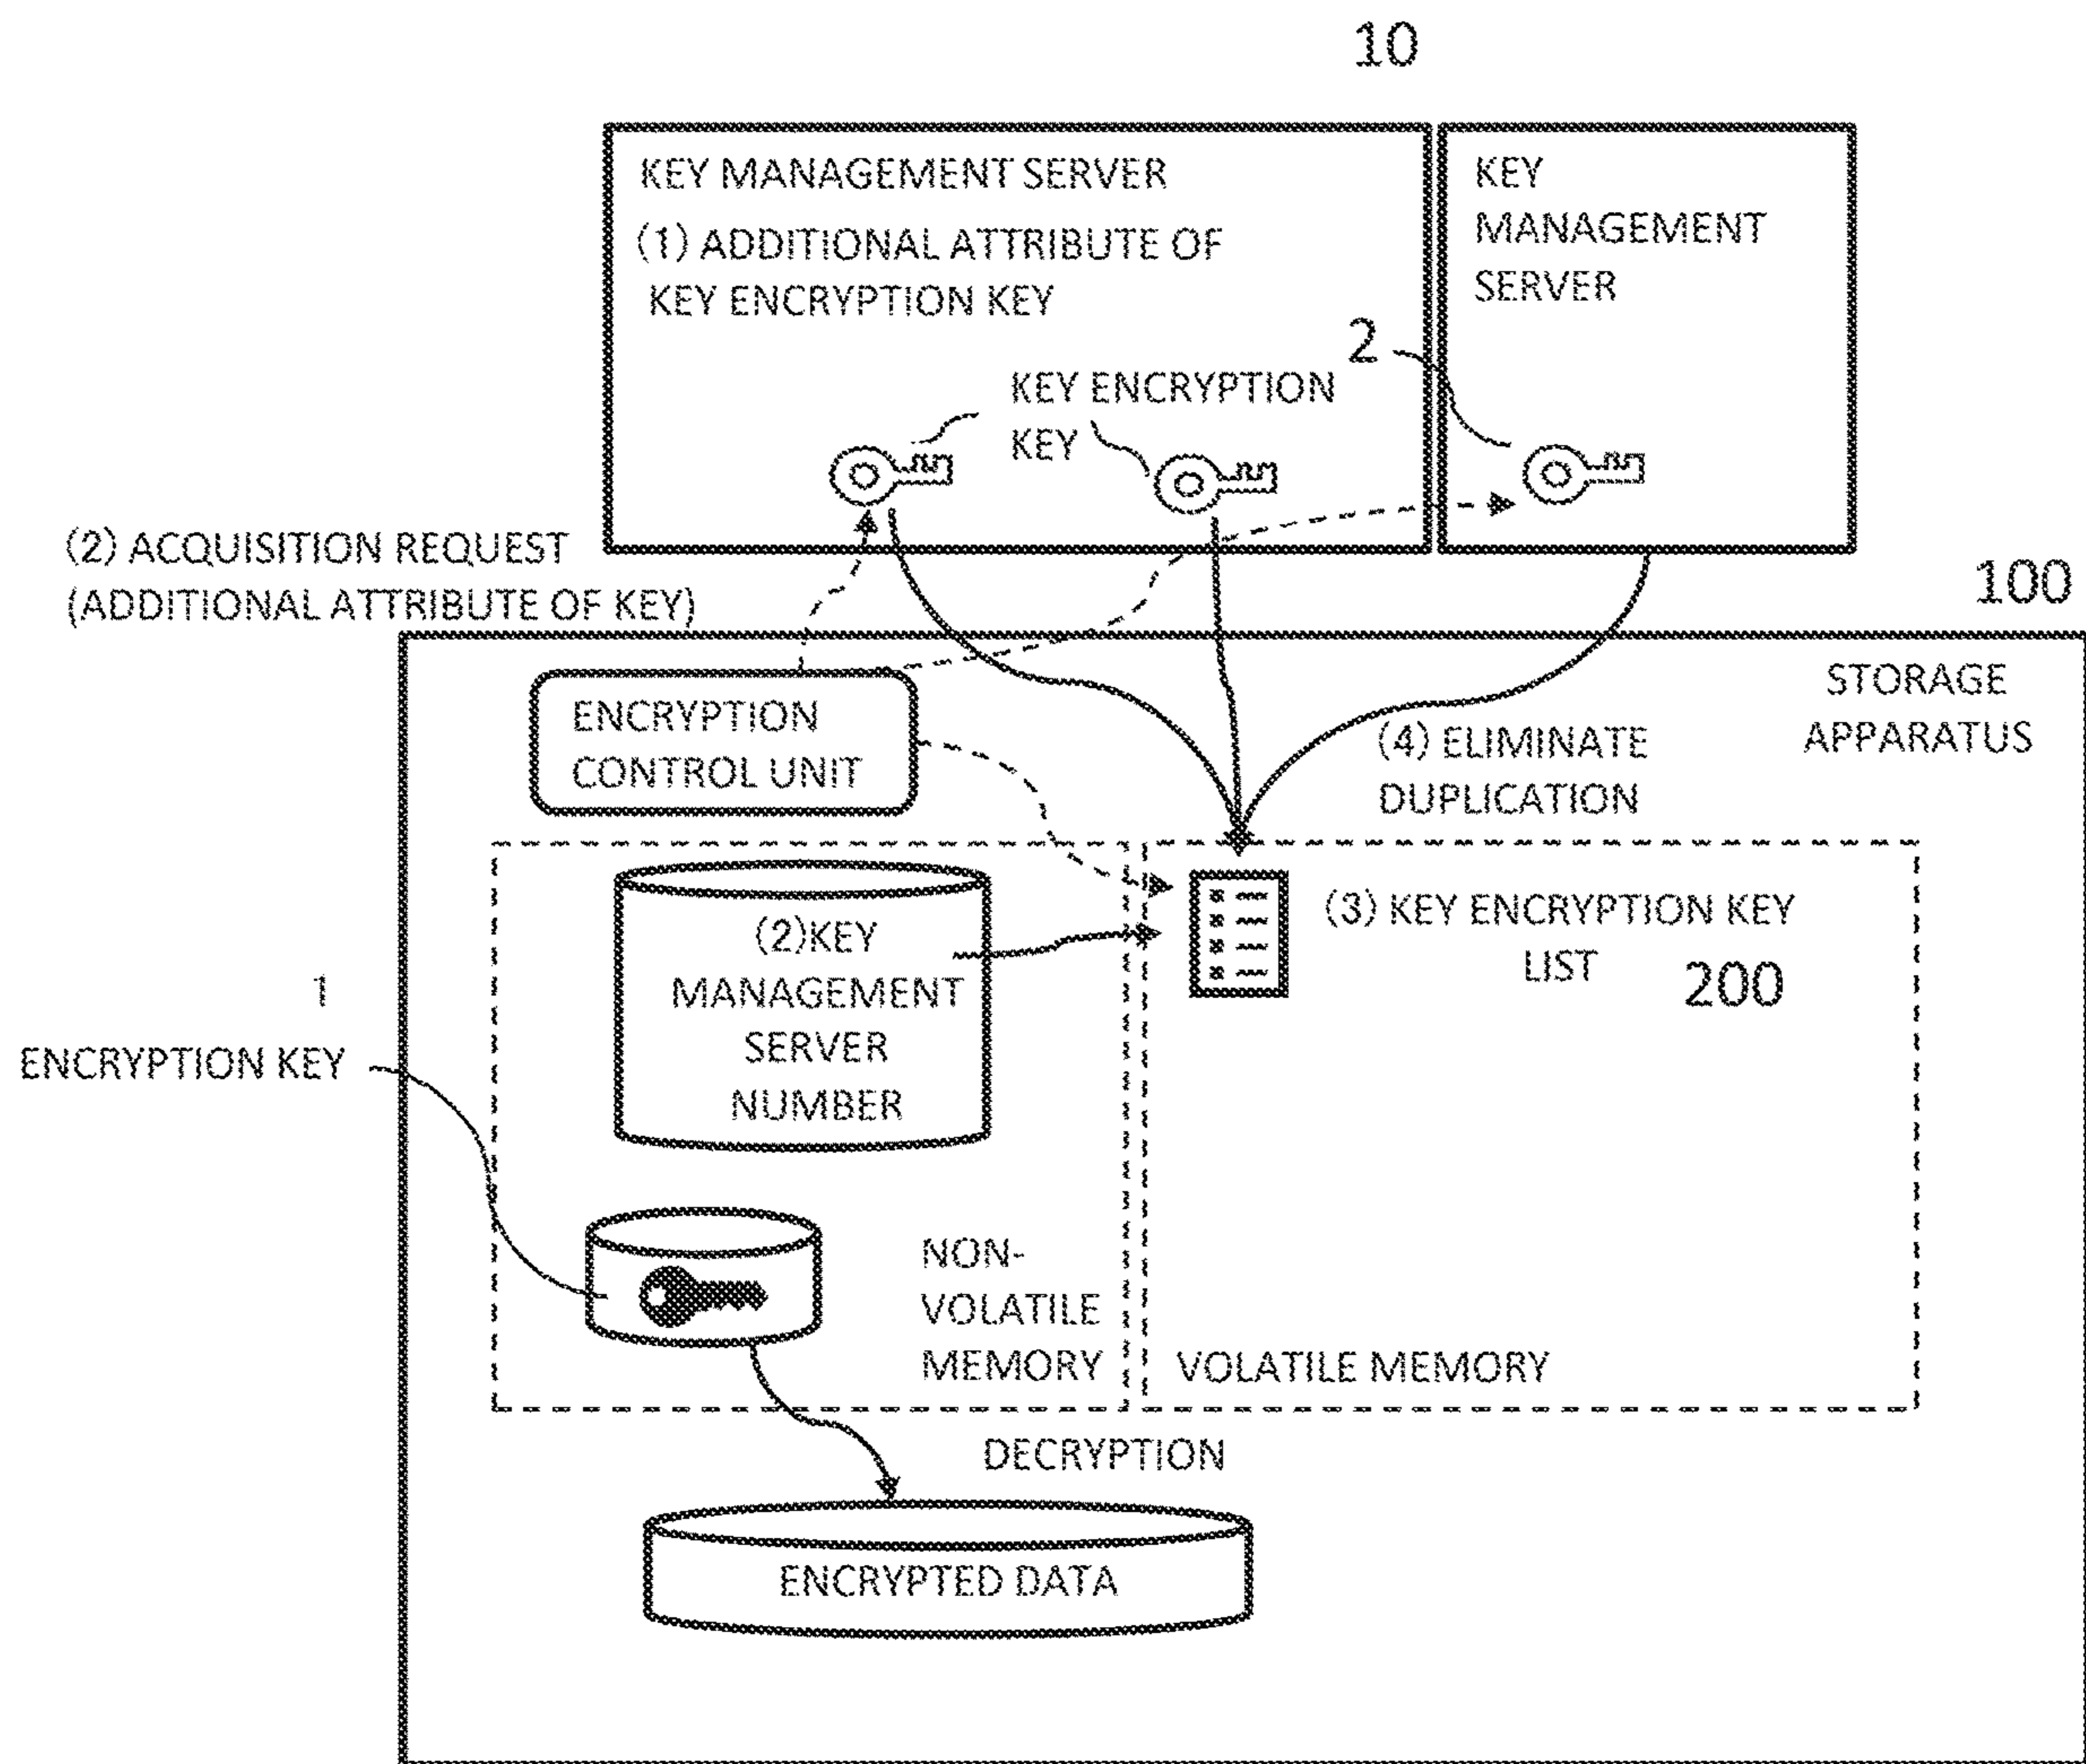 10
KEY MANAGEMENT SERVER
(1) ADDITIONAL ATTRIBUTE OF
KEY ENCRYPTION KEY
KEY
MANAGEMENT
SERVER
2
KEY ENCRYPTION
KEY
(2) ACQUISITION REQUEST
(ADDITIONAL ATTRIBUTE OF KEY)
100
STORAGE
APPARATUS
ENCRYPTION
CONTROL UNIT
(4) ELIMINATE
DUPLICATION
(2)KEY
MANAGEMENT
SERVER
NUMBER
(3) KEY ENCRYPTION KEY
LIST
200
1
ENCRYPTION KEY
NON-
VOLATILE
MEMORY
VOLATILE MEMORY
DECRYPTION
ENCRYPTED DATA